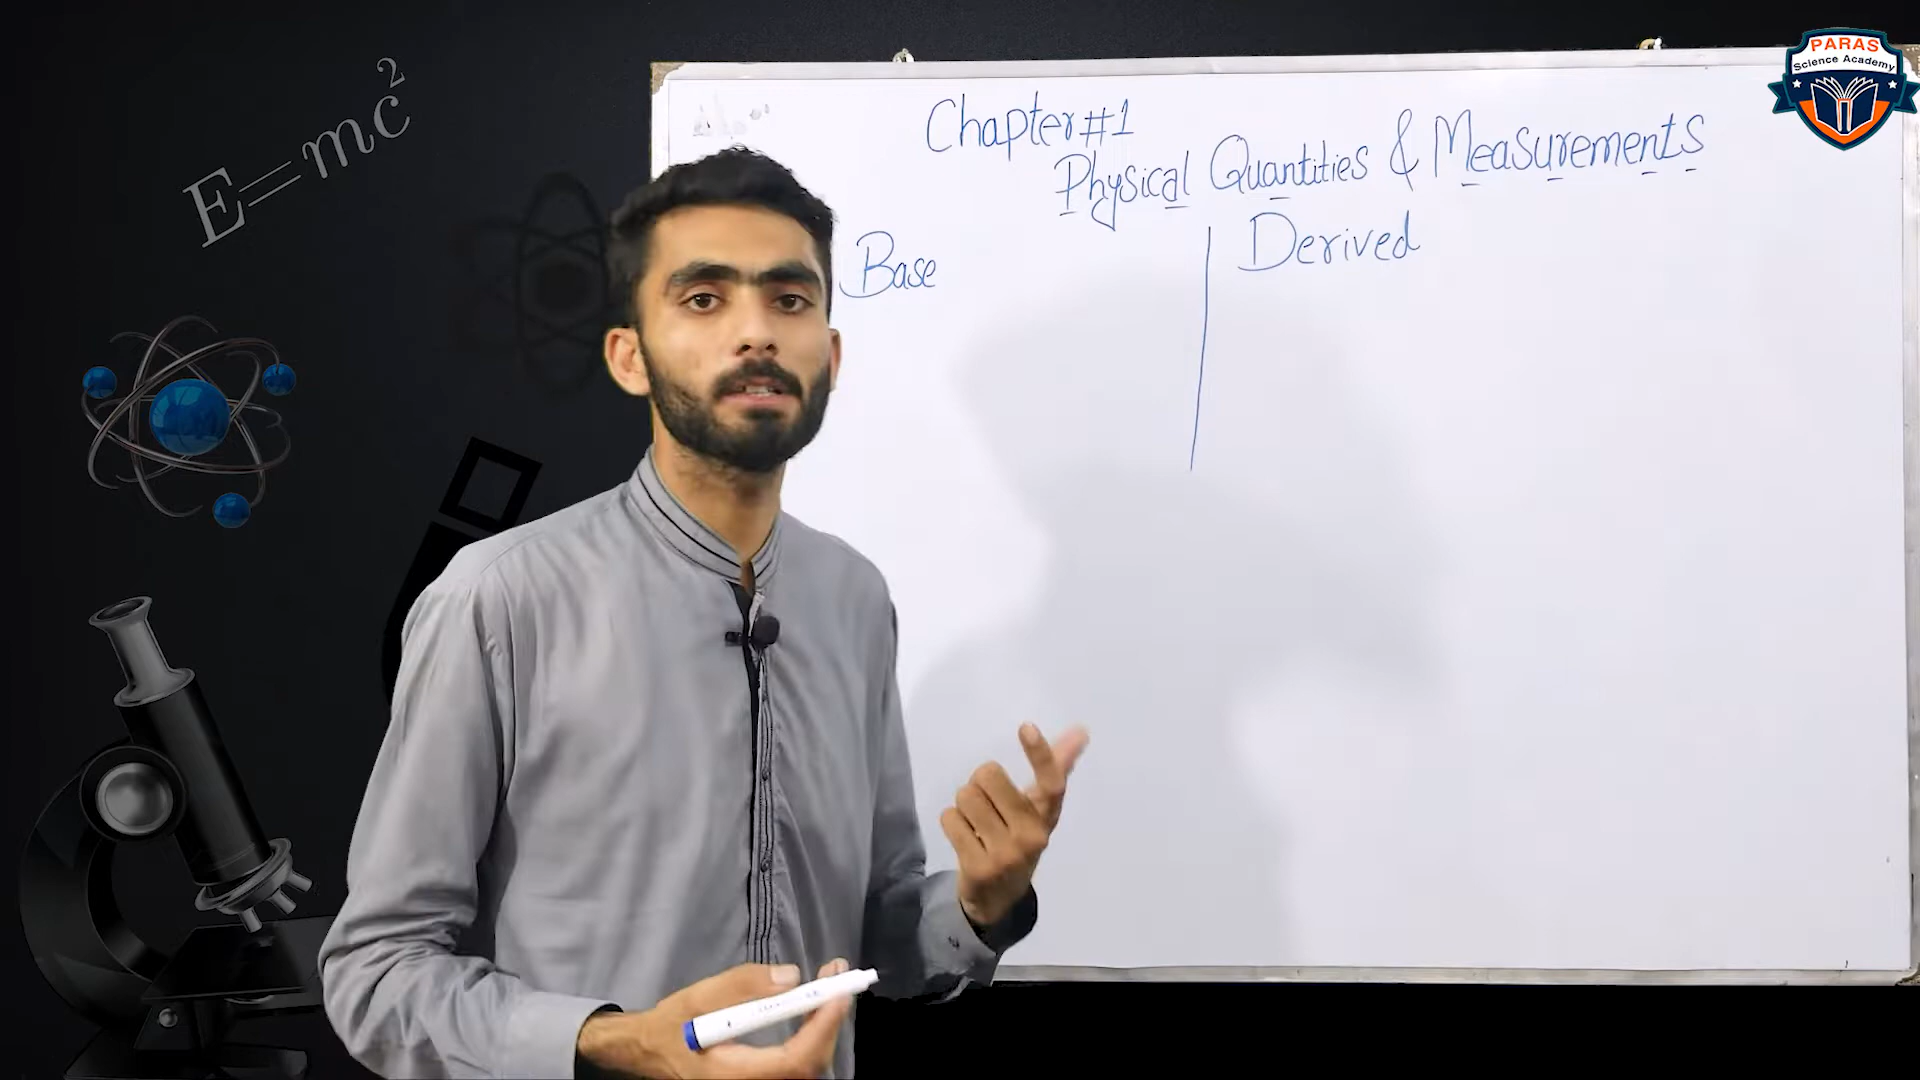 E=mc²
PARAS
Science Academy
Chapter#1
Physical Quantities & Measurements
Base
Derived